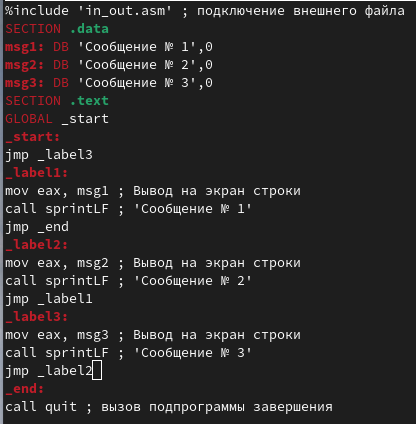 %include 'in_out.asm' ; подключение внешнего файла
SECTION .data
msg1: DB 'Сообщение № 1',0
msg2: DB 'Сообщение № 2',0
msg3: DB 'Сообщение № 3',0
SECTION .text
GLOBAL _start
_start:
jmp _label3
_label1:
mov eax, msg1 ; Вывод на экран строки
call sprintLF ; 'Сообщение № 1'
jmp _end
_label2:
mov eax, msg2 ; Вывод на экран строки
call sprintLF ; 'Сообщение № 2'
jmp _label1
_label3:
mov eax, msg3 ; Вывод на экран строки
call sprintLF ; 'Сообщение № 3'
jmp _label2
_end:
call quit ; вызов подпрограммы завершения